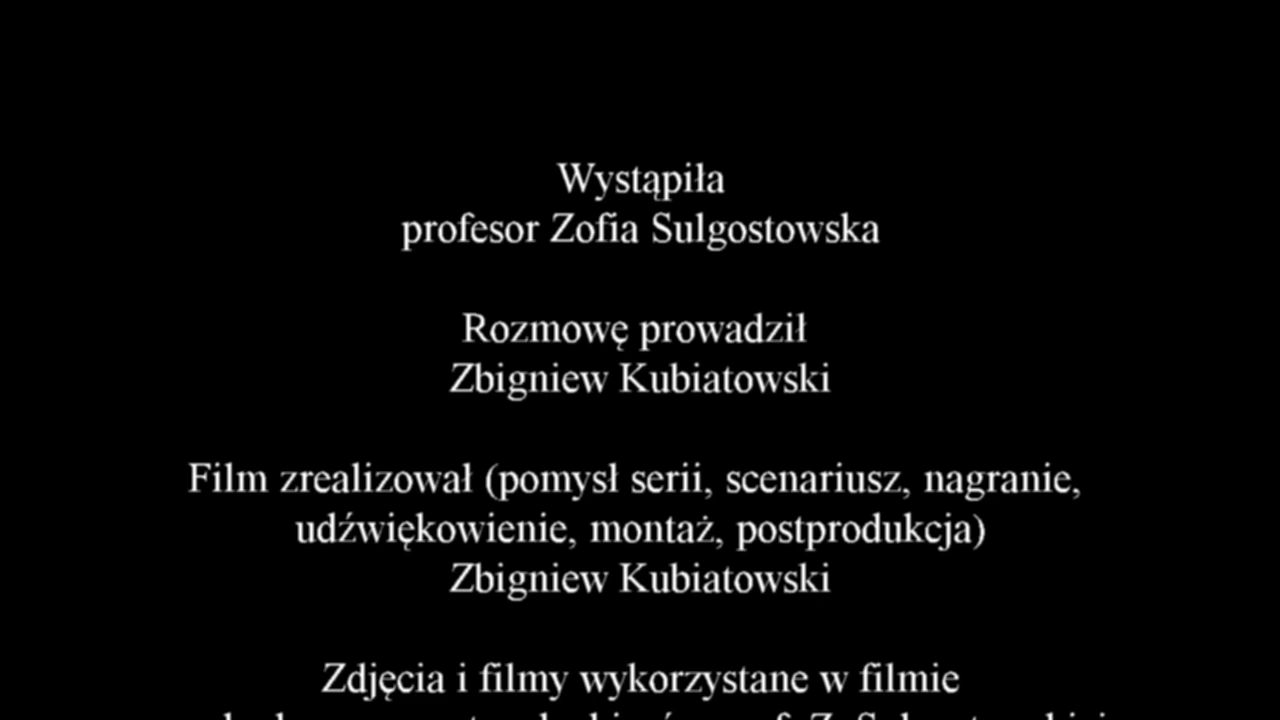 Wystąpiła
profesor Zofia Sulgostowska
Rozmowę prowadził
Zbigniew Kubiatowski
Film zrealizował (pomysł serii, scenariusz, nagranie,
udźwiękowienie, montaż, postprodukcja)
Zbigniew Kubiatowski
Zdjęcia i filmy wykorzystane w filmie